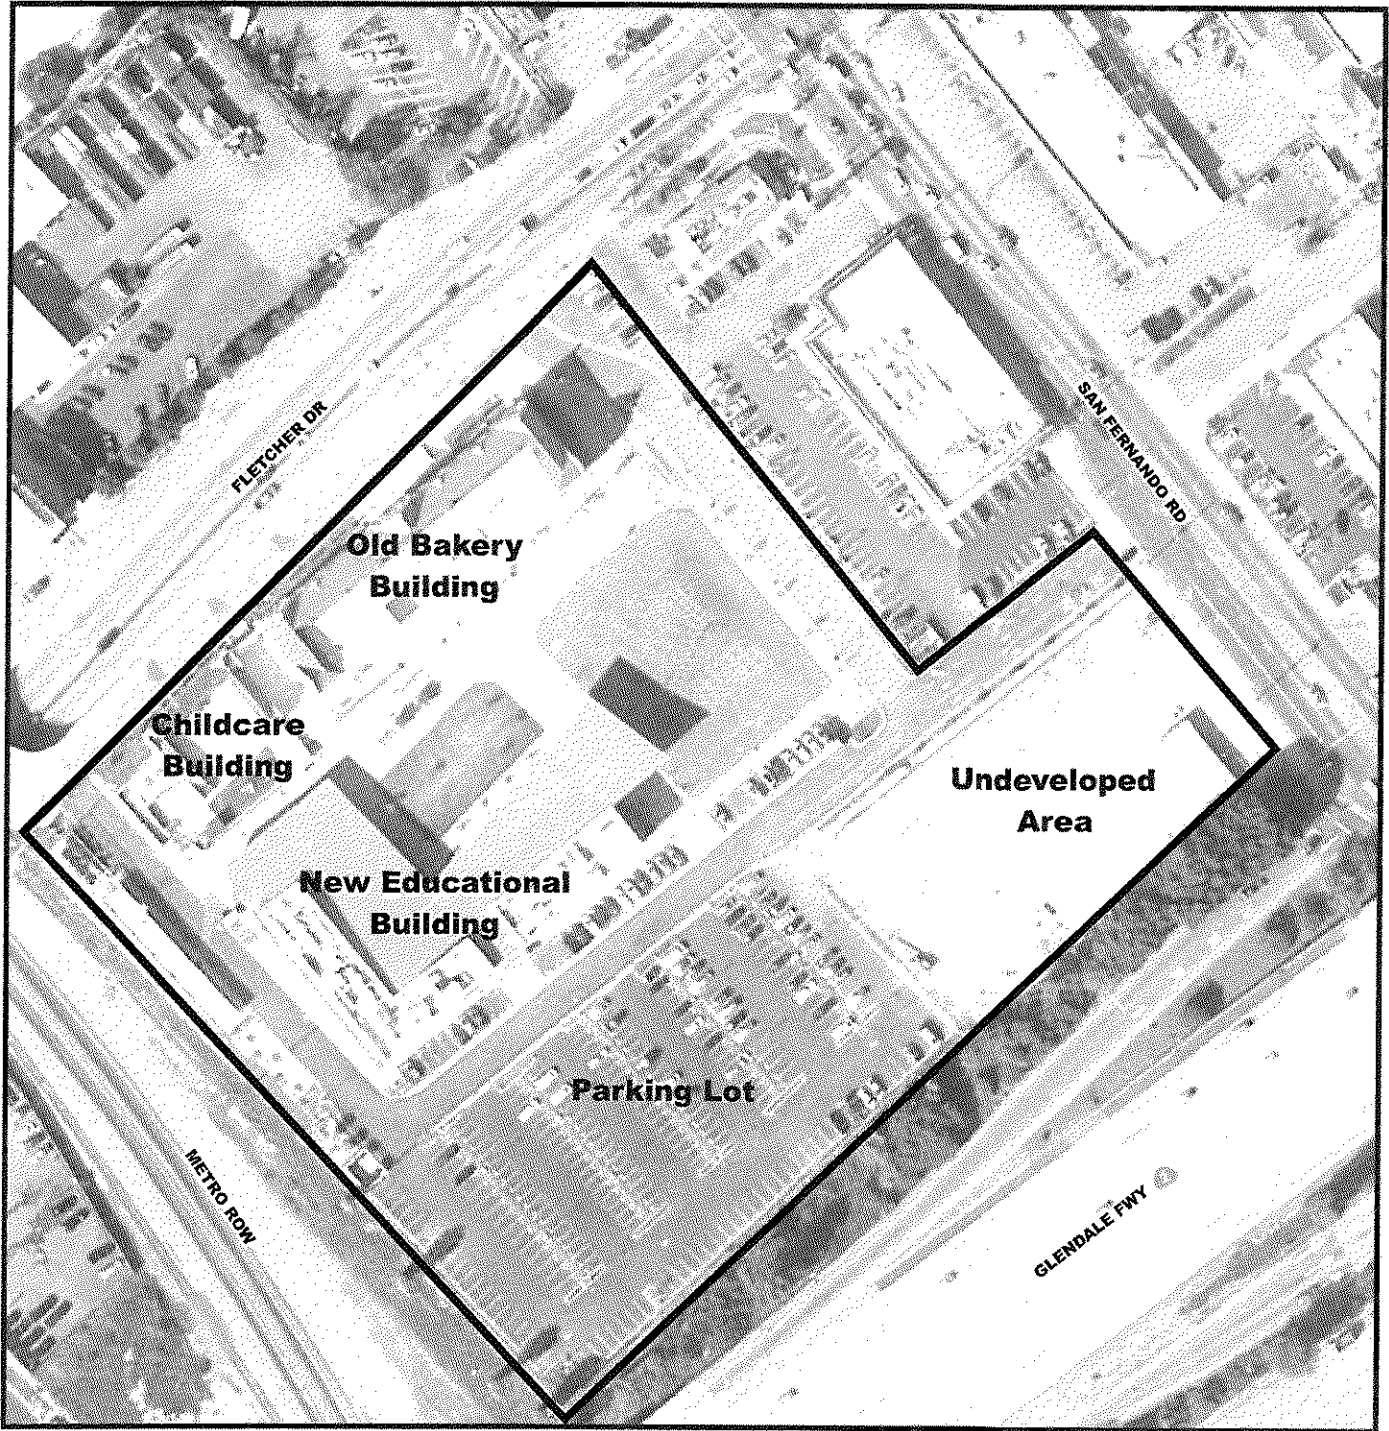 FLETCHER DR
SAN FERNANDO RD
Old Bakery
Building
Childcare
Building
Undeveloped
Area
New Educational
Building
Parking Lot
METRO ROW
GLENDALE FWY